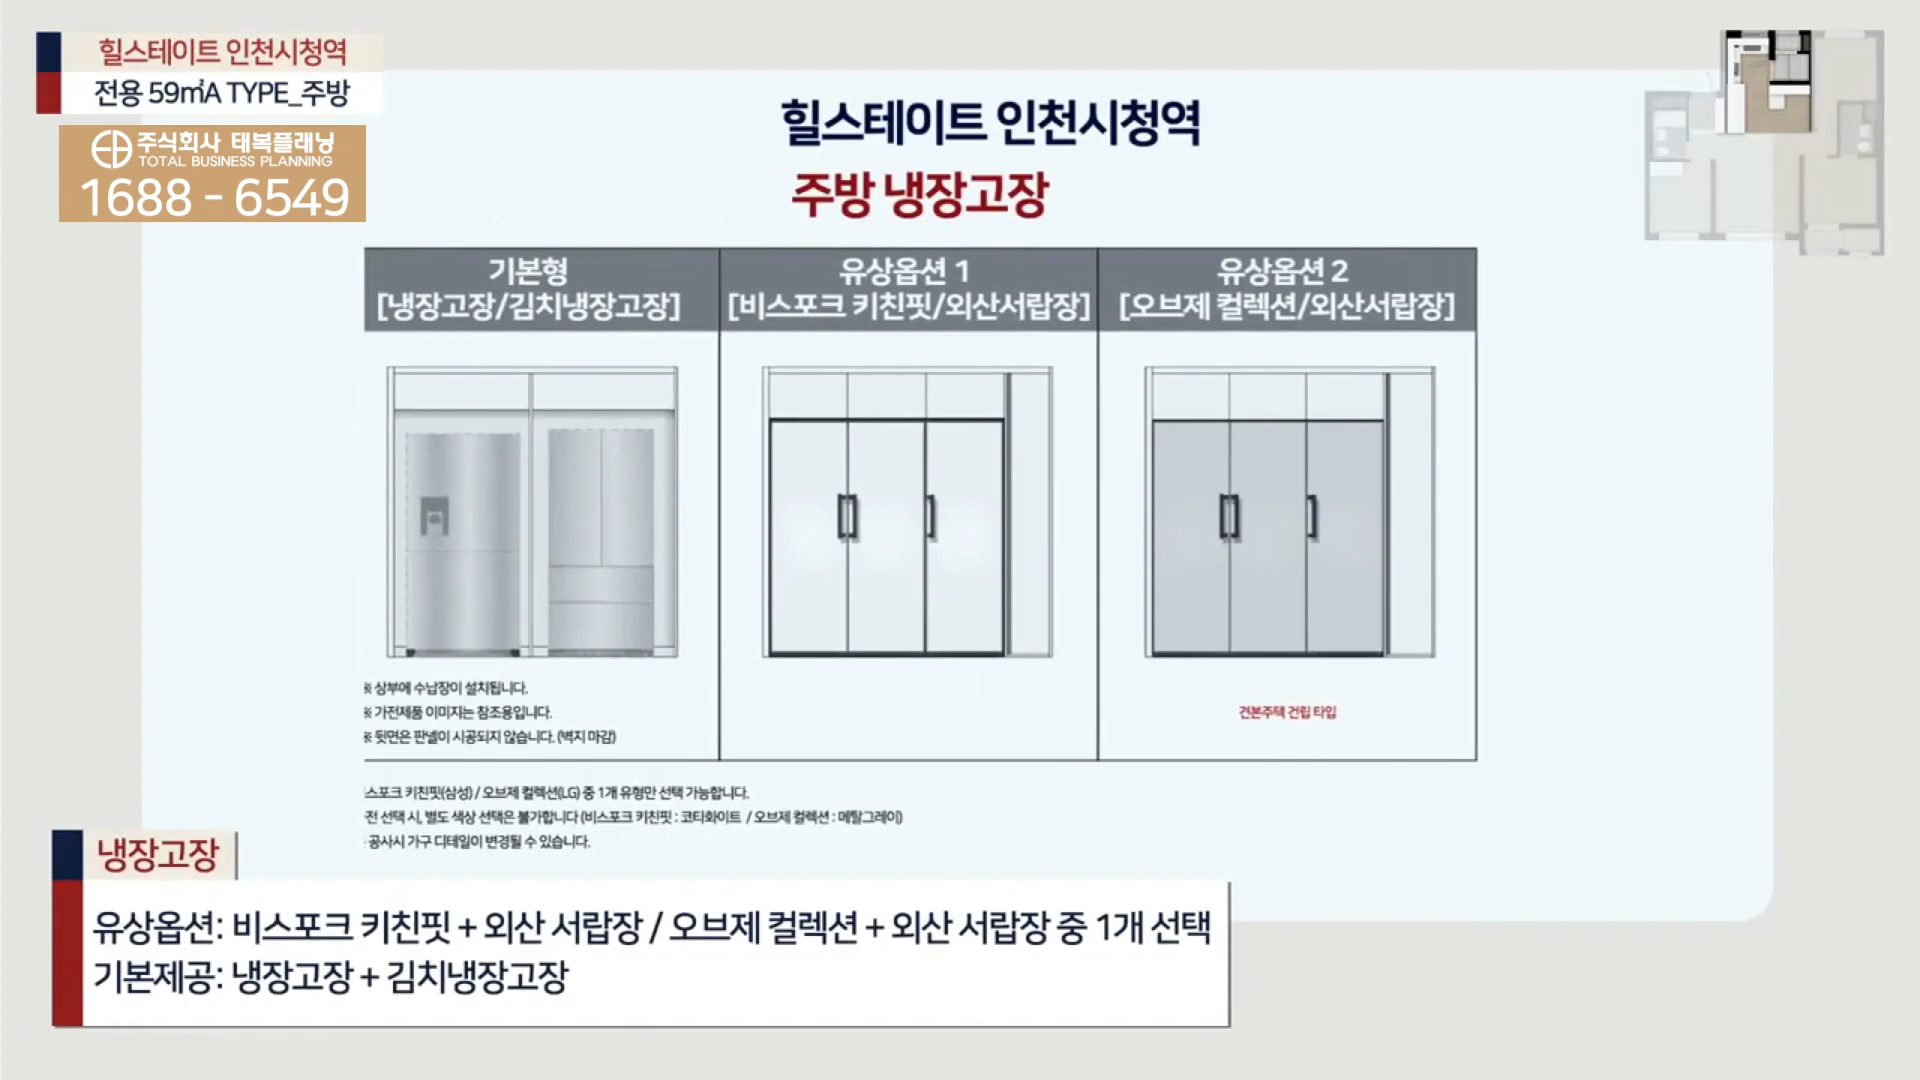 힐스테이트 인천시청역
전용 59㎡A TYPE_주방
주식회사 태복플래닝
TOTAL BUSINESS PLANNING
1688 - 6549
힐스테이트 인천시청역
주방 냉장고장
기본형
[냉장고장/김치냉장고장]
유상옵션 1
[비스포크 키친핏/외산서랍장]
유상옵션 2
[오브제 컬렉션/외산서랍장]
※ 상부에 수납장이 설치됩니다.
※ 가전제품 이미지는 참조용입니다.
※ 뒷면은 판넬이 시공되지 않습니다. (벽지 마감)
견본주택 건립 타입
스포크 키친핏(삼성) / 오브제 컬렉션(LG) 중 1개 유형만 선택 가능합니다.
전 선택 시, 별도 색상 선택은 불가합니다 (비스포크 키친핏 : 코타화이트 / 오브제 컬렉션 : 메탈그레이)
공사시 가구 디테일이 변경될 수 있습니다.
냉장고장
유상옵션: 비스포크 키친핏 + 외산 서랍장 / 오브제 컬렉션 + 외산 서랍장 중 1개 선택
기본제공: 냉장고장 + 김치냉장고장